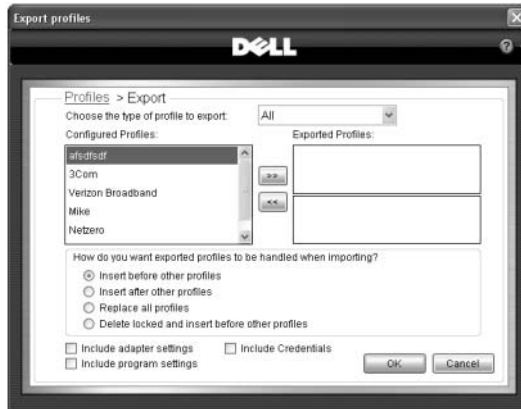 Export profiles
DELL
?
Profiles > Export
Choose the type of profile to export: All
Configured Profiles: Exported Profiles:
afsdfsdf
3Com
Verizon Broadband
Mike
Netzero
>>
<<
How do you want exported profiles to be handled when importing?
Insert before other profiles
Insert after other profiles
Replace all profiles
Delete locked and insert before other profiles
Include adapter settings Include Credentials
Include program settings
OK Cancel